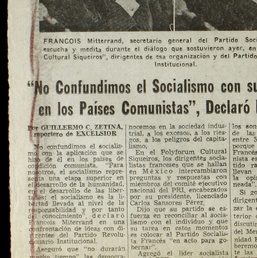 FRANCOIS Mitterrand, secretario general del Partido So
escucha y medita durante el diálogo que sostuvieron ayer, en
Cultural Siqueiros", dirigentes de esa organización y del Par
Institucional.
"No Confundimos el Socialismo con su
en los Países Comunistas", Declaró
Por GUILLERMO C. ZETINA,
reportero de EXCELSIOR
"No confundimos el socialis-
mo con la aplicación que se
hizo de él en los países de
condición comunista. "Para
nosotros, el socialismo repre-
senta una etapa superior en
el desarrollo de la humanidad,
en el desarrollo de las liber-
tades: el socialismo es la li-
bertad llevada al nivel de la
responsabilidad y por tanto
del conocimiento", declaró
François Mitterrand en una
confrontación de ideas con di-
rigentes del Partido Revolu-
cionario Institucional.
Aseguró que "no durarán
mucho tiempo" las democra
nocemos en la sociedad indus-
trial, a los excesos, a los ries-
gos, a los peligros del capita-
lismo.
En el Polyforum Cultural
Siqueiros, los dirigentes socia-
listas franceses que se hallan
en México intercambiaron
preguntas y respuestas con
miembros del comité ejecutivo
nacional del PRI, encabezados
por su presidente, licenciado
Carlos Sansores Pérez.
Dijo que su partido se es-
fuerza en reconciliar al socia-
lismo con el individuo y que
su tarea en estos momentos
es colocar al Partido Socialis-
ta Francés "en acto para go-
bernar".
Agregó el líder socialista